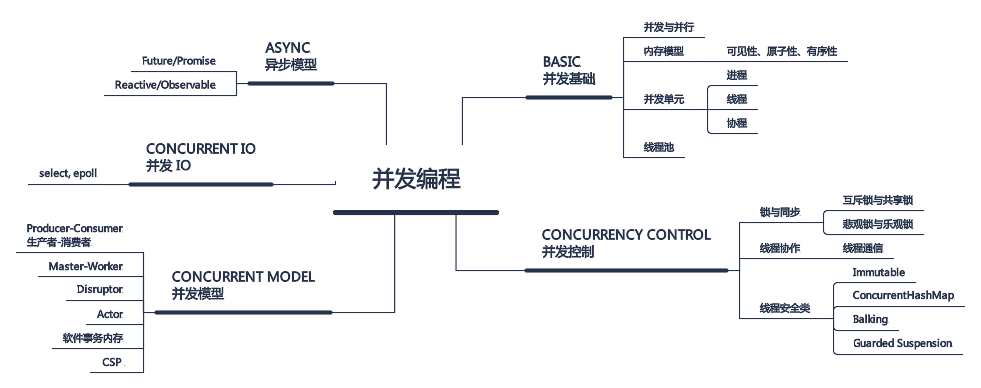 并发编程
ASYNC
异步模型
Future/Promise
Reactive/Observable
CONCURRENT IO
并发 IO
select, epoll
CONCURRENT MODEL
并发模型
Producer-Consumer
生产者-消费者
Master-Worker
Disruptor
Actor
软件事务内存
CSP
BASIC
并发基础
并发与并行
内存模型
可见性、原子性、有序性
并发单元
进程
线程
协程
线程池
CONCURRENCY CONTROL
并发控制
锁与同步
互斥锁与共享锁
悲观锁与乐观锁
线程协作
线程通信
线程安全类
Immutable
ConcurrentHashMap
Balking
Guarded Suspension